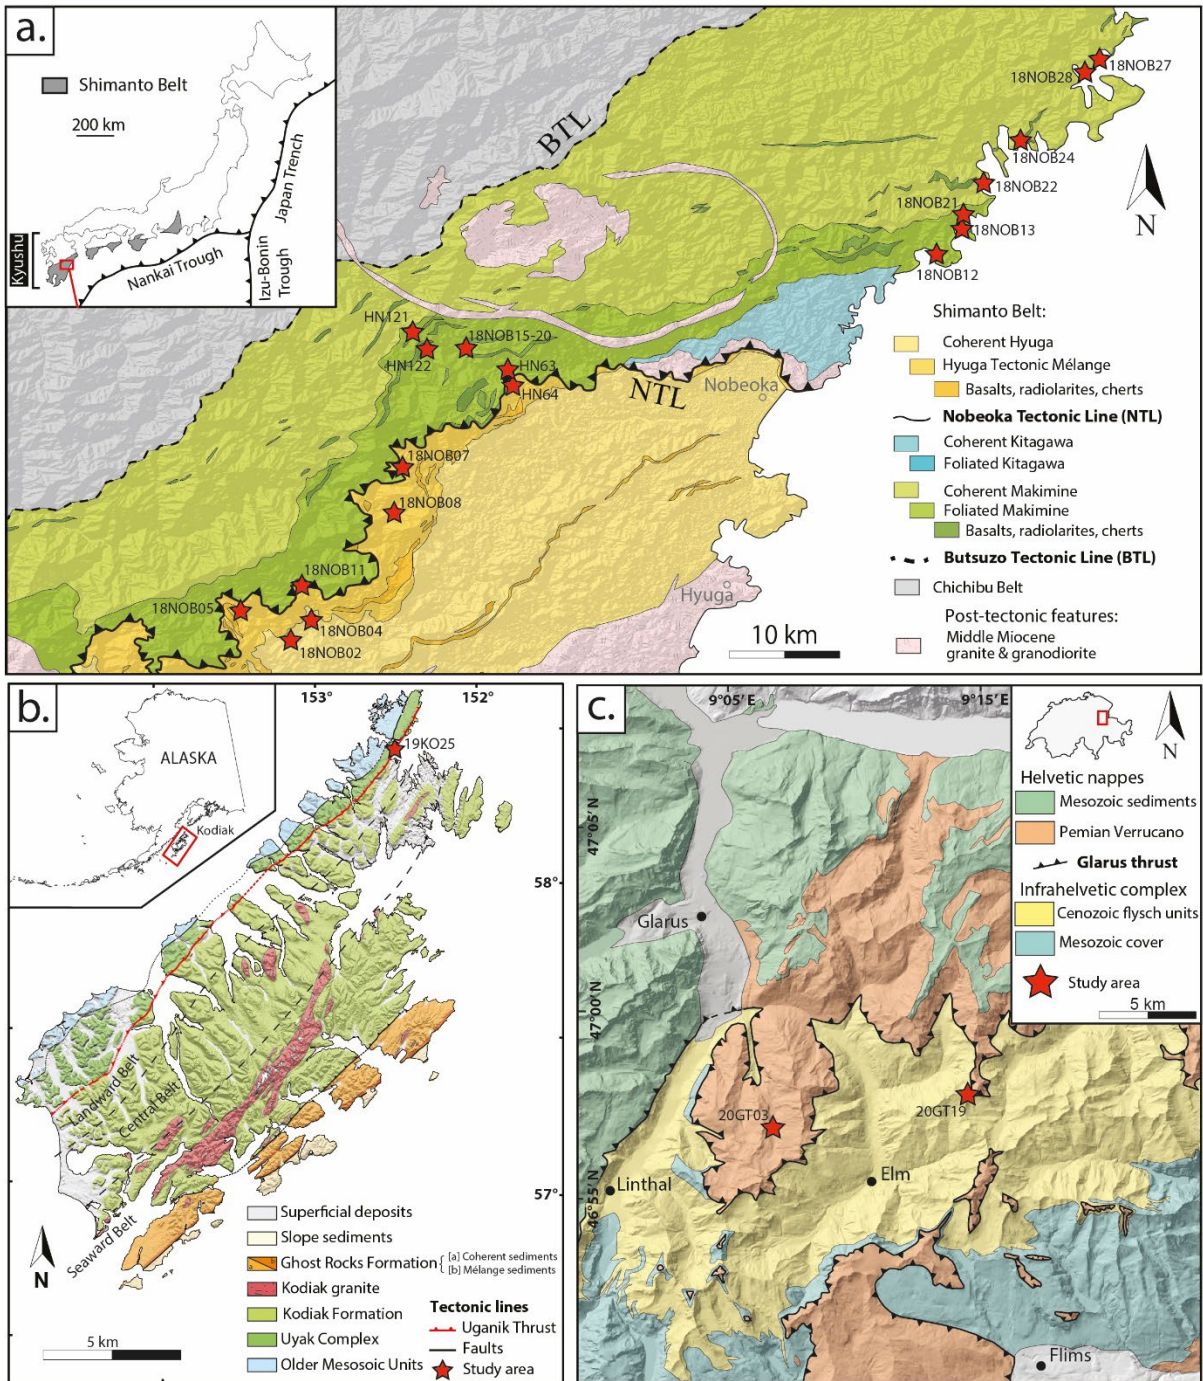 a.
Shimanto Belt
200 km
Kyushu
Nankai Trough
Izu-Bonin
Trough
Japan Trench
BTL
NTL
N
18NOB27
18NOB28
18NOB24
18NOB22
18NOB21
18NOB13
18NOB12
HN121
18NOB15-20
HN122
HN63
HN64
Nobeoka
18NOB07
18NOB08
18NOB11
18NOB05
18NOB04
18NOB02
Hyuga
10 km
Shimanto Belt:
Coherent Hyuga
Hyuga Tectonic Mélange
Basalts, radiolarites, cherts
Nobeoka Tectonic Line (NTL)
Coherent Kitagawa
Foliated Kitagawa
Coherent Makimine
Foliated Makimine
Basalts, radiolarites, cherts
Butsuzo Tectonic Line (BTL)
Chichibu Belt
Post-tectonic features:
Middle Miocene
granite & granodiorite
b.
153°
152°
ALASKA
Kodiak
19KO25
58°
57°
Landward Belt
Central Belt
Seaward Belt
N
5 km
Superficial deposits
Slope sediments
Ghost Rocks Formation
[a] Coherent sediments
[b] Mélange sediments
Kodiak granite
Kodiak Formation
Uyak Complex
Older Mesosoic Units
Tectonic lines
Uganik Thrust
Faults
Study area
c.
9°05'E
9°15'E
47°05' N
47°00' N
46°55' N
N
Helvetic nappes
Mesozoic sediments
Pemian Verrucano
Glarus thrust
Infrahelvetic complex
Cenozoic flysch units
Mesozoic cover
Study area
5 km
Glarus
20GT03
20GT19
Linthal
Elm
Flims